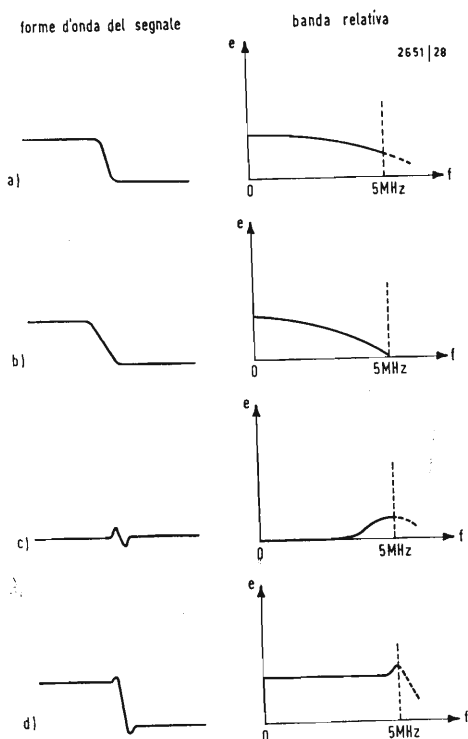 forme d'onda del segnale
banda relativa
2651|28
a)
e
0
5MHz
f
b)
e
0
5MHz
f
c)
e
0
5MHz
f
d)
e
0
5MHz
f